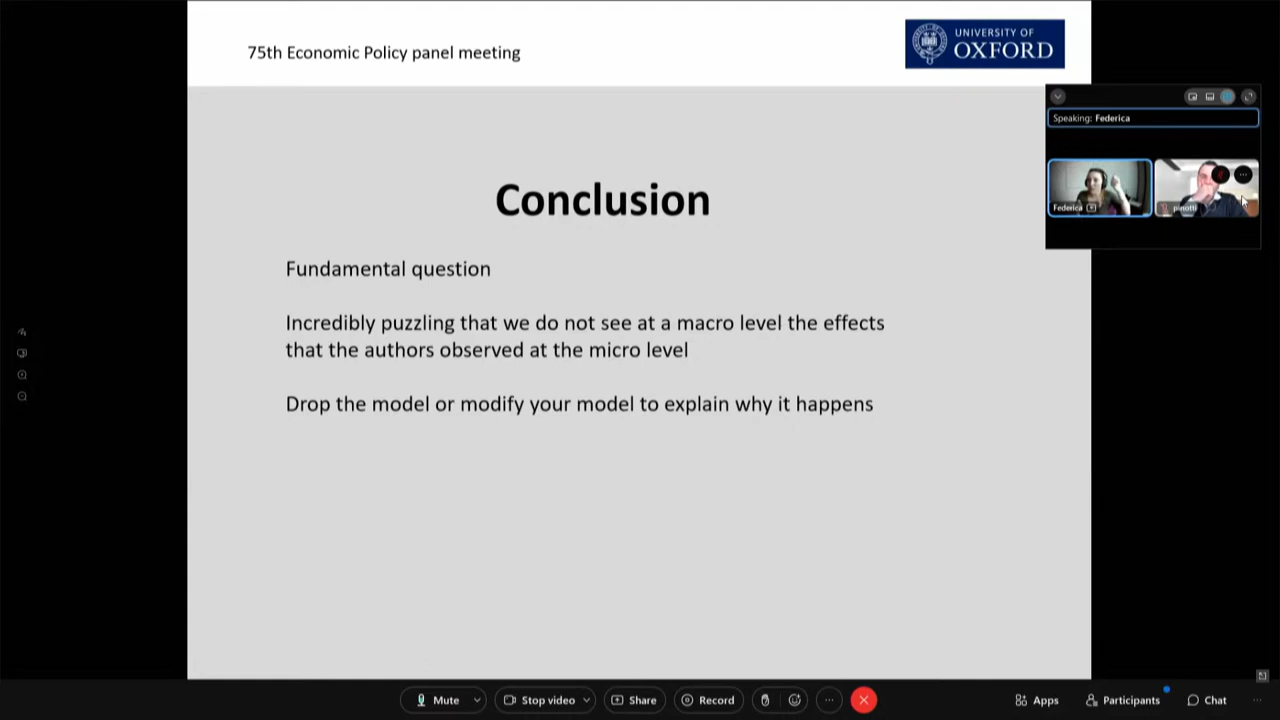 75th Economic Policy panel meeting
UNIVERSITY OF
OXFORD
Speaking: Federica
Federica
pinotti
Conclusion
Fundamental question
Incredibly puzzling that we do not see at a macro level the effects
that the authors observed at the micro level
Drop the model or modify your model to explain why it happens
Mute
Stop video
Share
Record
Apps
Participants
Chat